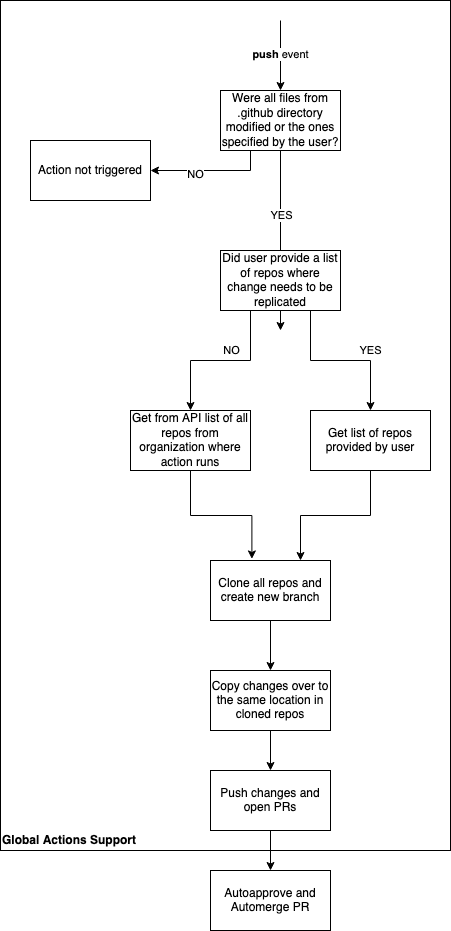 push event
Were all files from
.github directory
modified or the ones
specified by the user?
Action not triggered
NO
YES
Did user provide a list
of repos where
change needs to be
replicated
NO
YES
Get from API list of all
repos from
organization where
action runs
Get list of repos
provided by user
Clone all repos and
create new branch
Copy changes over to
the same location in
cloned repos
Push changes and
open PRs
Global Actions Support
Autoapprove and
Automerge PR